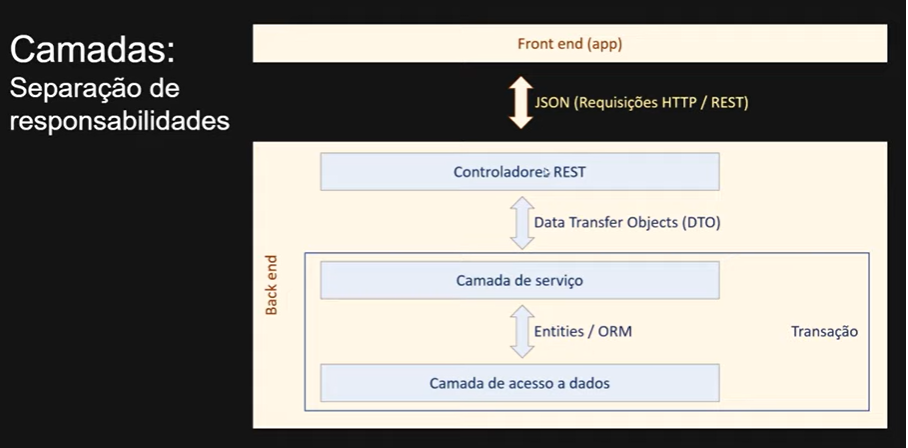 Camadas:
Separação de
responsabilidades
Front end (app)
JSON (Requisições HTTP / REST)
Controladores REST
Data Transfer Objects (DTO)
Back end
Camada de serviço
Entities / ORM
Transação
Camada de acesso a dados